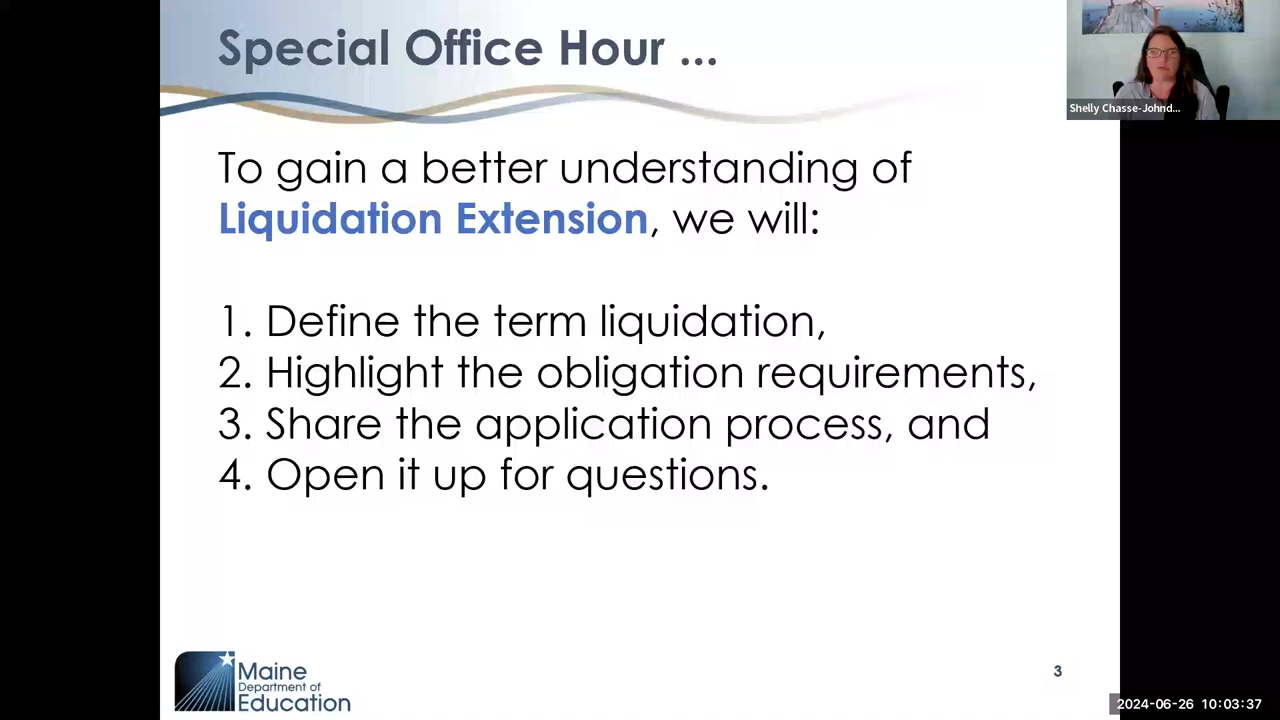 Special Office Hour ...
Shelly Chasse-Johnd...
To gain a better understanding of
Liquidation Extension, we will:
1. Define the term liquidation,
2. Highlight the obligation requirements,
3. Share the application process, and
4. Open it up for questions.
Maine
Department of
Education
3
2024-06-26 10:03:37